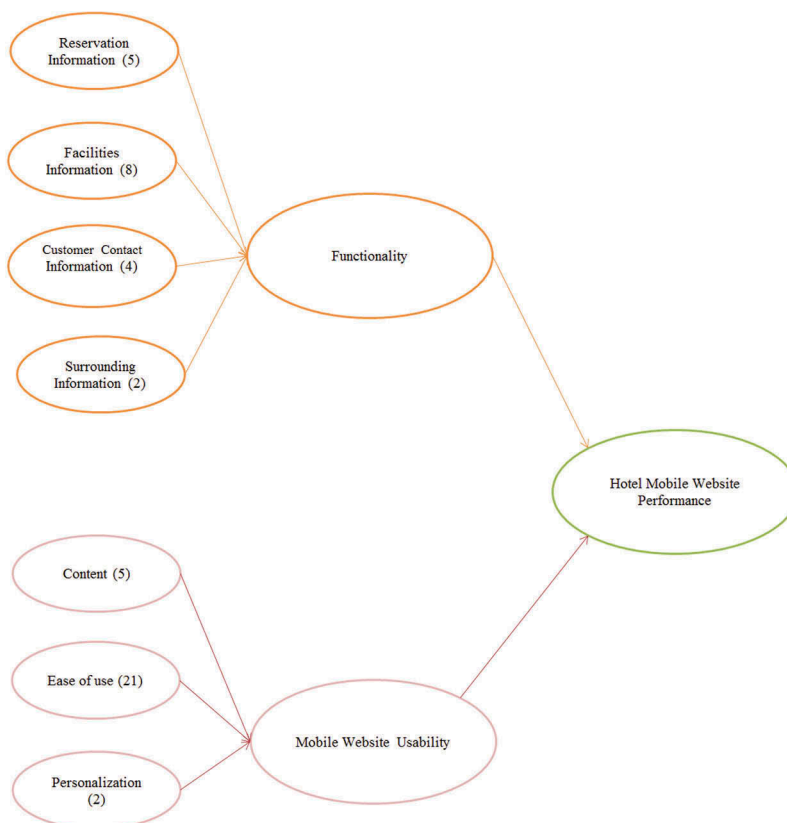 Reservation
Information (5)
Facilities
Information (8)
Customer Contact
Information (4)
Surrounding
Information (2)
Functionality
Hotel Mobile Website
Performance
Content (5)
Ease of use (21)
Personalization
(2)
Mobile Website Usability